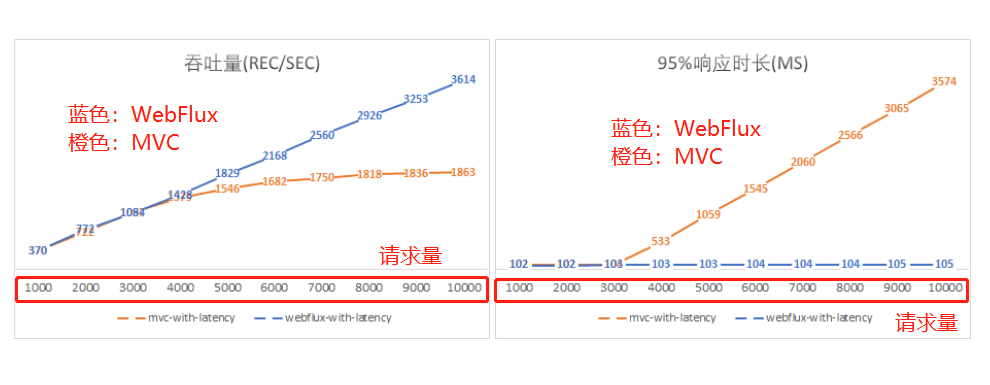 吞吐量(REC/SEC)
蓝色：WebFlux
橙色：MVC
3614
3253
2926
2560
2168
1829
1428
1084
772
722
370
1546
1682
1750
1818
1836
1863
请求量
1000 2000 3000 4000 5000 6000 7000 8000 9000 10000
mvc-with-latency webflux-with-latency
95%响应时长(MS)
蓝色：WebFlux
橙色：MVC
3574
3065
2566
2060
1545
1059
533
102 102 103 103 104 104 104 105 105
1000 2000 3000 4000 5000 6000 7000 8000 9000 10000
mvc-with-latency webflux-with-latency
请求量